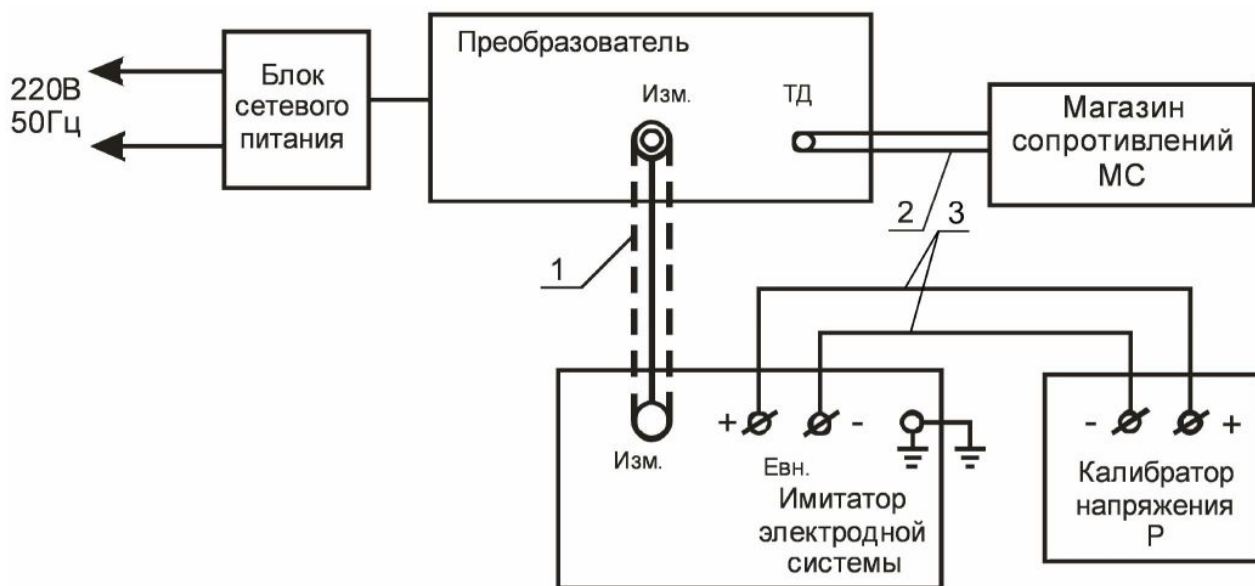 220В
50Гц
Блок
сетевого
питания
Преобразователь
Изм.
ТД
Магазин
сопротивлений
МС
1
2
3
Изм.
+
-
Евн.
Имитатор
электродной
системы
-
+
Калибратор
напряжения
Р